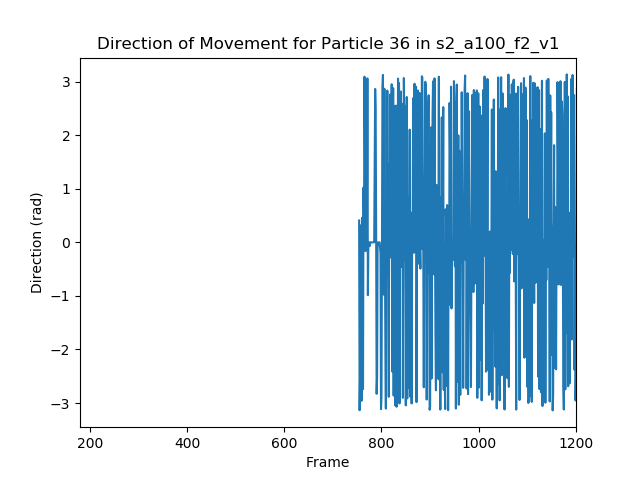 Direction of Movement for Particle 36 in s2_a100_f2_v1
3
2
1
0
−1
−2
−3
Direction (rad)
200 400 600 800 1000 1200
Frame